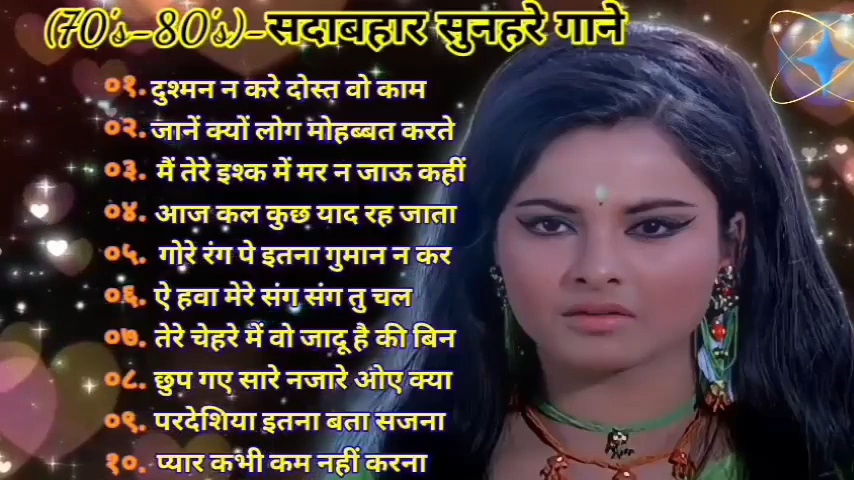 (70's-80's)-सदाबहार सुनहरे गाने
०१. दुश्मन न करे दोस्त वो काम
०२. जानें क्यों लोग मोहब्बत करते
०३. मैं तेरे इश्क में मर न जाऊ कहीं
०४. आज कल कुछ याद रह जाता
०५. गोरे रंग पे इतना गुमान न कर
०६. ऐ हवा मेरे संग संग तु चल
०७. तेरे चेहरे में वो जादू है की बिन
०८. छुप गए सारे नजारे ओए क्या
०९. परदेशिया इतना बता सजना
१०. प्यार कभी कम नहीं करना